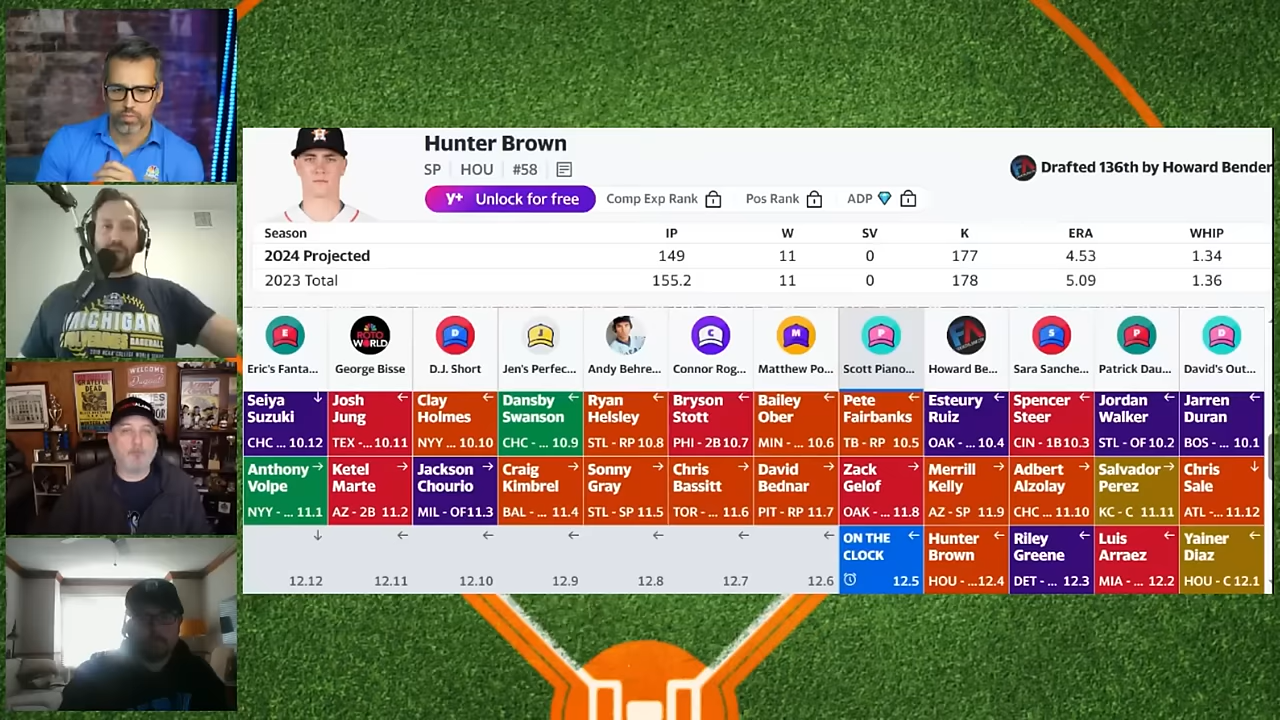 Hunter Brown
SP HOU #58
Drafted 136th by Howard Bender
y+ Unlock for free Comp Exp Rank Pos Rank ADP
Season IP W SV K ERA WHIP
2024 Projected 149 11 0 177 4.53 1.34
2023 Total 155.2 11 0 178 5.09 1.36
E ROTO WORLD D J C M P FA S P D
Eric's Fanta... George Bisse D.J. Short Jen's Perfec... Andy Behre... Connor Rog... Matthew Po... Scott Piano... Howard Be... Sara Sanche... Patrick Dau... David's Out...
Seiya Josh Clay Dansby Ryan Bryson Bailey Pete Esteury Spencer Jordan Jarren
Suzuki Jung Holmes Swanson Helsley Stott Ober Fairbanks Ruiz Steer Walker Duran
CHC ... 10.12 TEX -... 10.11 NYY ... 10.10 CHC - ... 10.9 STL - RP 10.8 PHI - 2B 10.7 MIN - ... 10.6 TB - RP 10.5 OAK - ... 10.4 CIN - 1B 10.3 STL - OF 10.2 BOS - ... 10.1
Anthony Ketel Jackson Craig Sonny Chris David Zack Merrill Adbert Salvador Chris
Volpe Marte Chourio Kimbrel Gray Bassitt Bednar Gelof Kelly Alzolay Perez Sale
NYY - ... 11.1 AZ - 2B 11.2 MIL - OF 11.3 BAL - ... 11.4 STL - SP 11.5 TOR - ... 11.6 PIT - RP 11.7 OAK - ... 11.8 AZ - SP 11.9 CHC ... 11.10 KC - C 11.11 ATL-... 11.12
ON THE Hunter Riley Luis Yainer
CLOCK Brown Greene Arraez Diaz
12.12 12.11 12.10 12.9 12.8 12.7 12.6 12.5 HOU - ... 12.4 DET - ... 12.3 MIA - ... 12.2 HOU - C 12.1
MICHIGAN
BASEBALL
GRATEFUL
DEAD
WELCOME